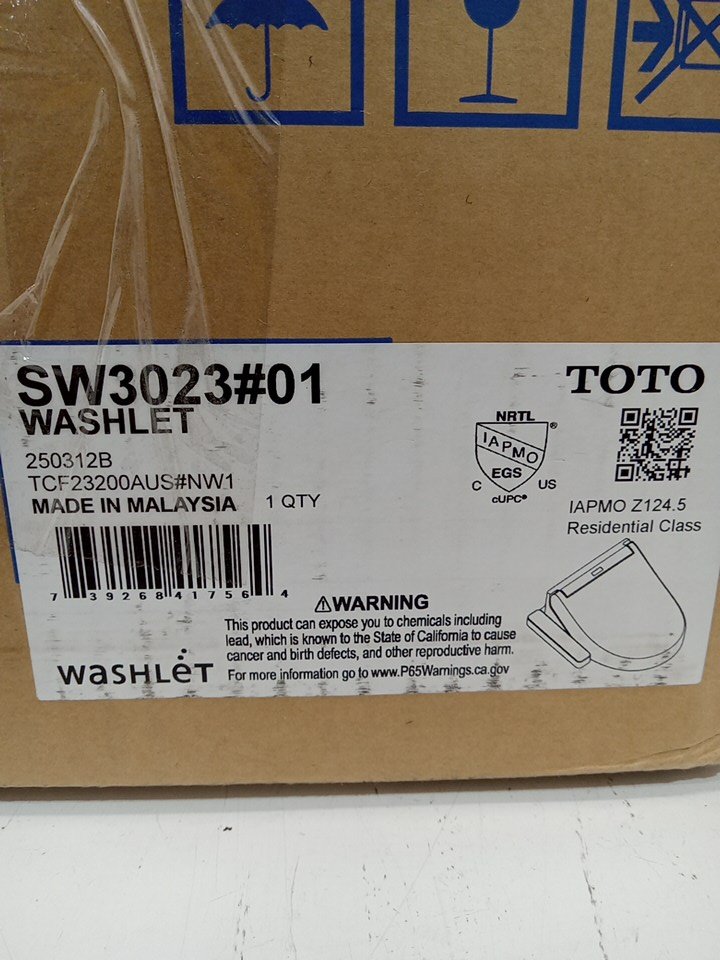 SW3023#01
WASHLET
250312B
TCF23200AUS#NW1
MADE IN MALAYSIA 1 QTY
7 39268 41756 4
WASHLET
TOTO
NRTL
®
IAPMO
EGS
C US
cUPC®
IAPMO Z124.5
Residential Class
⚠WARNING
This product can expose you to chemicals including
lead, which is known to the State of California to cause
cancer and birth defects, and other reproductive harm.
For more information go to www.P65Warnings.ca.gov